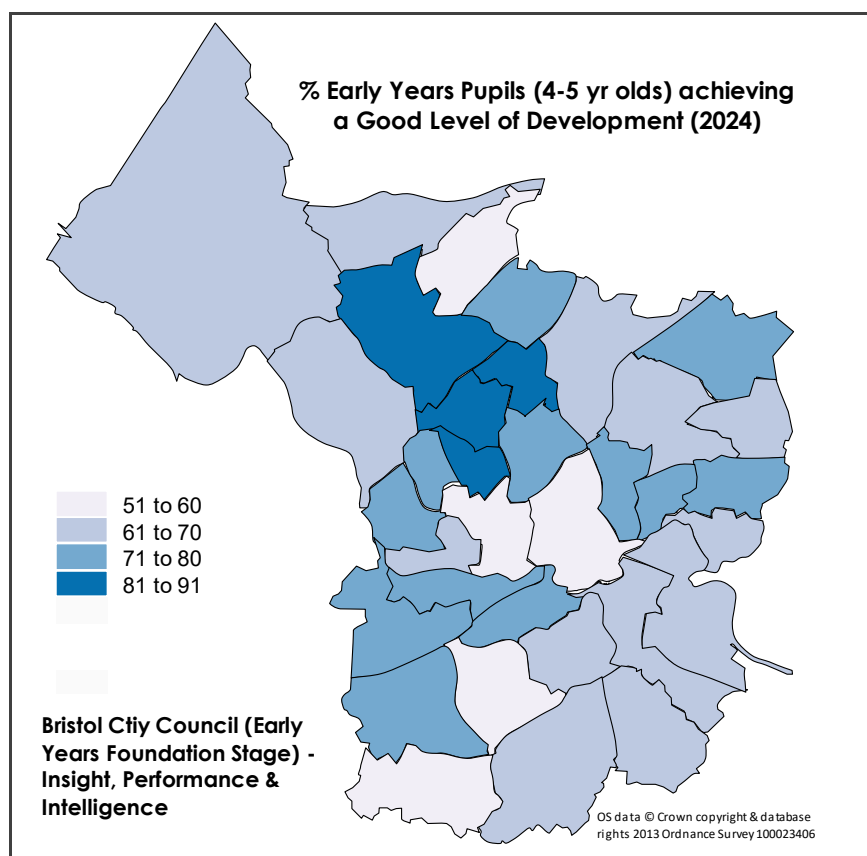 % Early Years Pupils (4-5 yr olds) achieving
a Good Level of Development (2024)
51 to 60
61 to 70
71 to 80
81 to 91
Bristol Ctiy Council (Early
Years Foundation Stage) -
Insight, Performance &
Intelligence
OS data © Crown copyright & database
rights 2013 Ordnance Survey 100023406